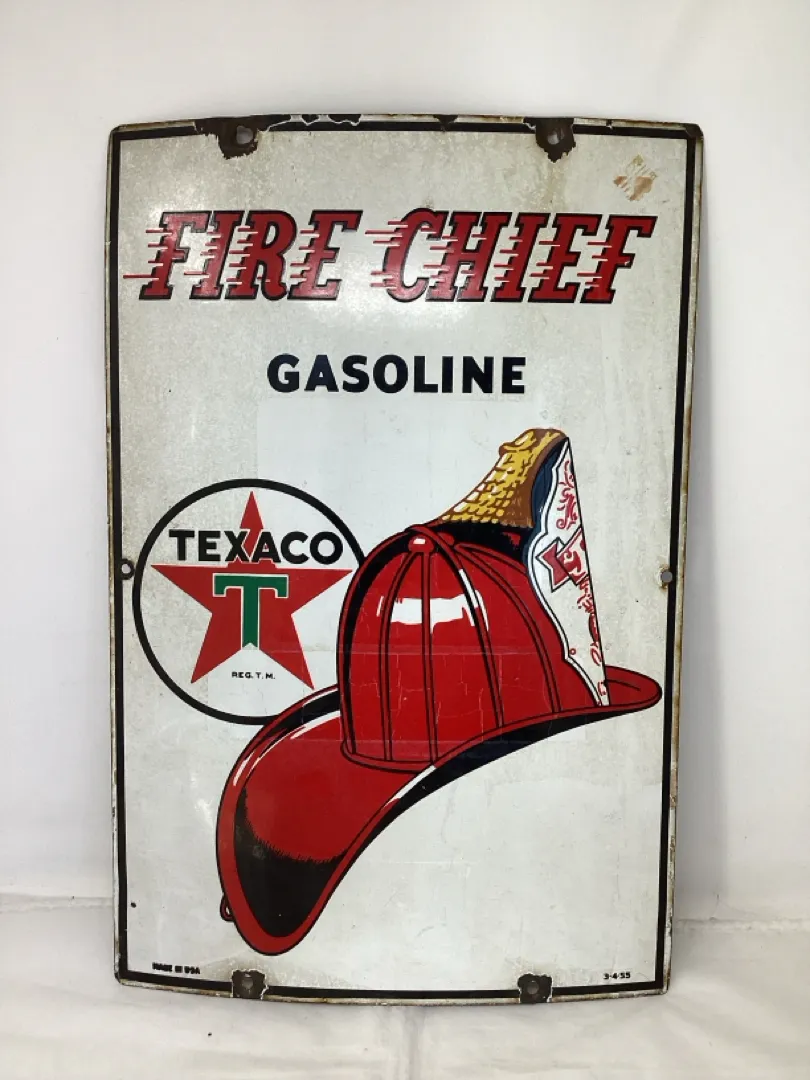 FIRE CHIEF
GASOLINE
TEXACO
T
REG. T. M.
MADE IN USA
3-4-55